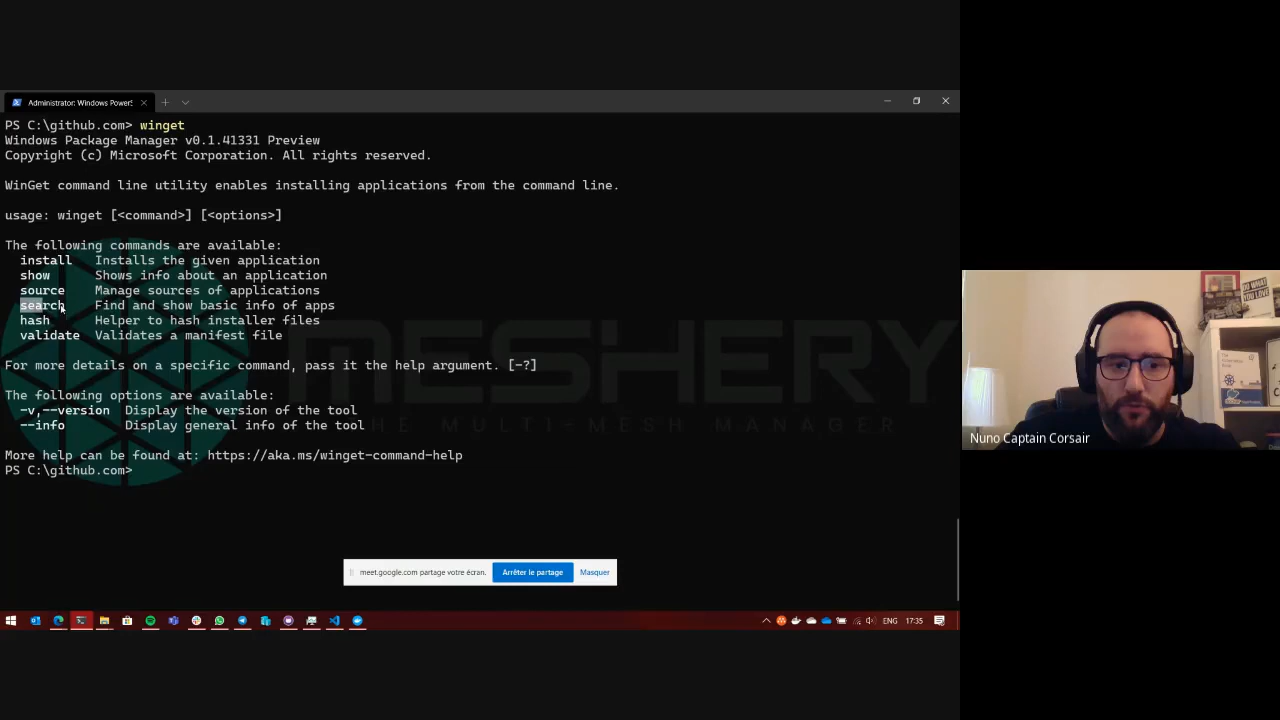 Administrator: Windows PowerS
PS C:\github.com> winget
Windows Package Manager v0.1.41331 Preview
Copyright (c) Microsoft Corporation. All rights reserved.
WinGet command line utility enables installing applications from the command line.
usage: winget [<command>] [<options>]
The following commands are available:
install Installs the given application
show Shows info about an application
source Manage sources of applications
search Find and show basic info of apps
hash Helper to hash installer files
validate Validates a manifest file
For more details on a specific command, pass it the help argument. [-?]
The following options are available:
-v,--version Display the version of the tool
--info Display general info of the tool
More help can be found at: https://aka.ms/winget-command-help
PS C:\github.com>
MESHERY
THE MULTI-MESH MANAGER
meet.google.com partage votre écran.
Arrêter le partage
Masquer
ENG
17:35
Nuno Captain Corsair